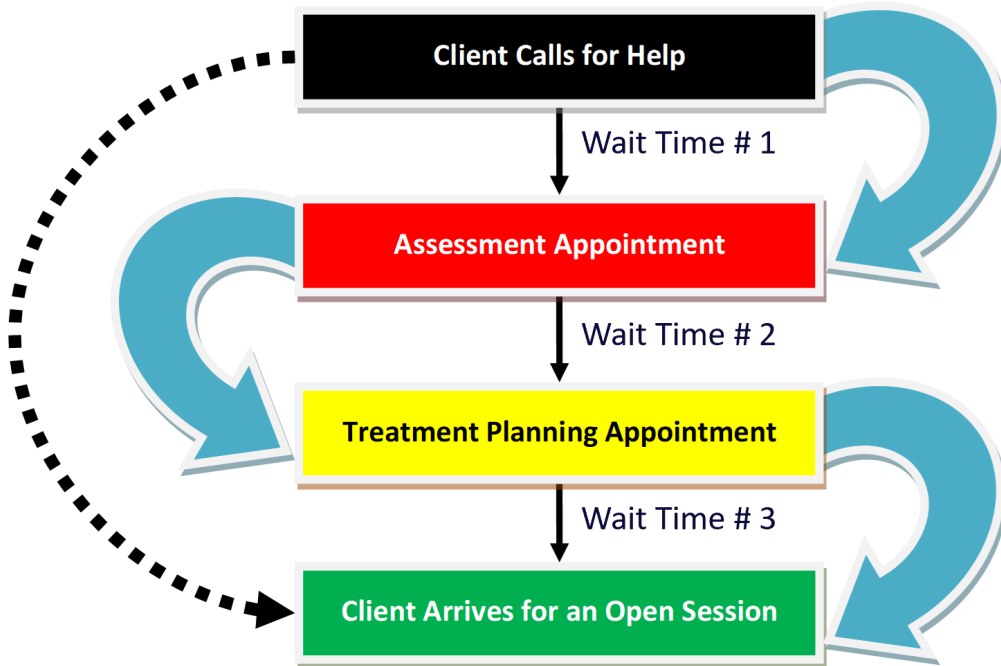 Client Calls for Help
Wait Time # 1
Assessment Appointment
Wait Time # 2
Treatment Planning Appointment
Wait Time # 3
Client Arrives for an Open Session